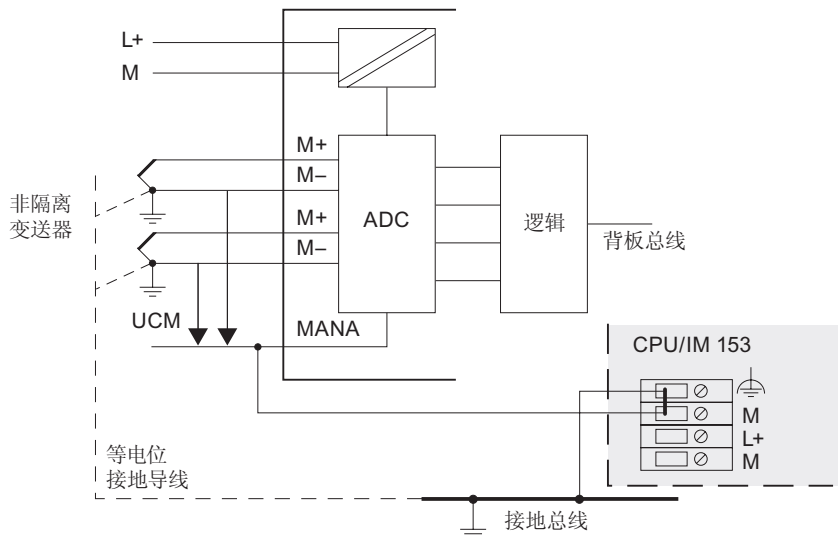 L+
M
M+
M–
M+
M–
非隔离
变送器
ADC
逻辑
背板总线
UCM
MANA
CPU/IM 153
M
L+
M
等电位
接地导线
接地总线